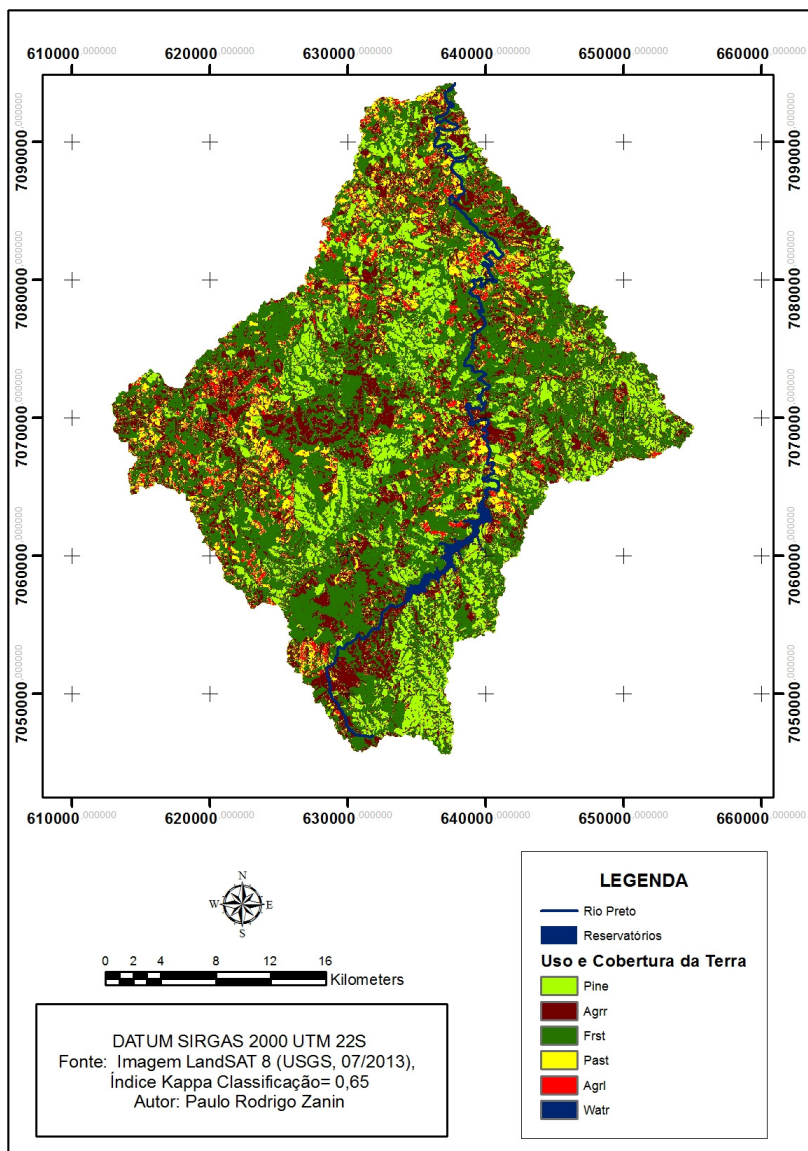 610000,000000 620000,000000 630000,000000 640000,000000 650000,000000 660000,000000
7090000,000000 7090000,000000
7080000,000000 7080000,000000
7070000,000000 7070000,000000
7060000,000000 7060000,000000
7050000,000000 7050000,000000
610000,000000 620000,000000 630000,000000 640000,000000 650000,000000 660000,000000
N
W E
S
0 2 4 8 12 16
Kilometers
DATUM SIRGAS 2000 UTM 22S
Fonte: Imagem LandSAT 8 (USGS, 07/2013),
Índice Kappa Classificação= 0,65
Autor: Paulo Rodrigo Zanin
LEGENDA
Rio Preto
Reservatórios
Uso e Cobertura da Terra
Pine
Agrr
Frst
Past
Agrl
Watr